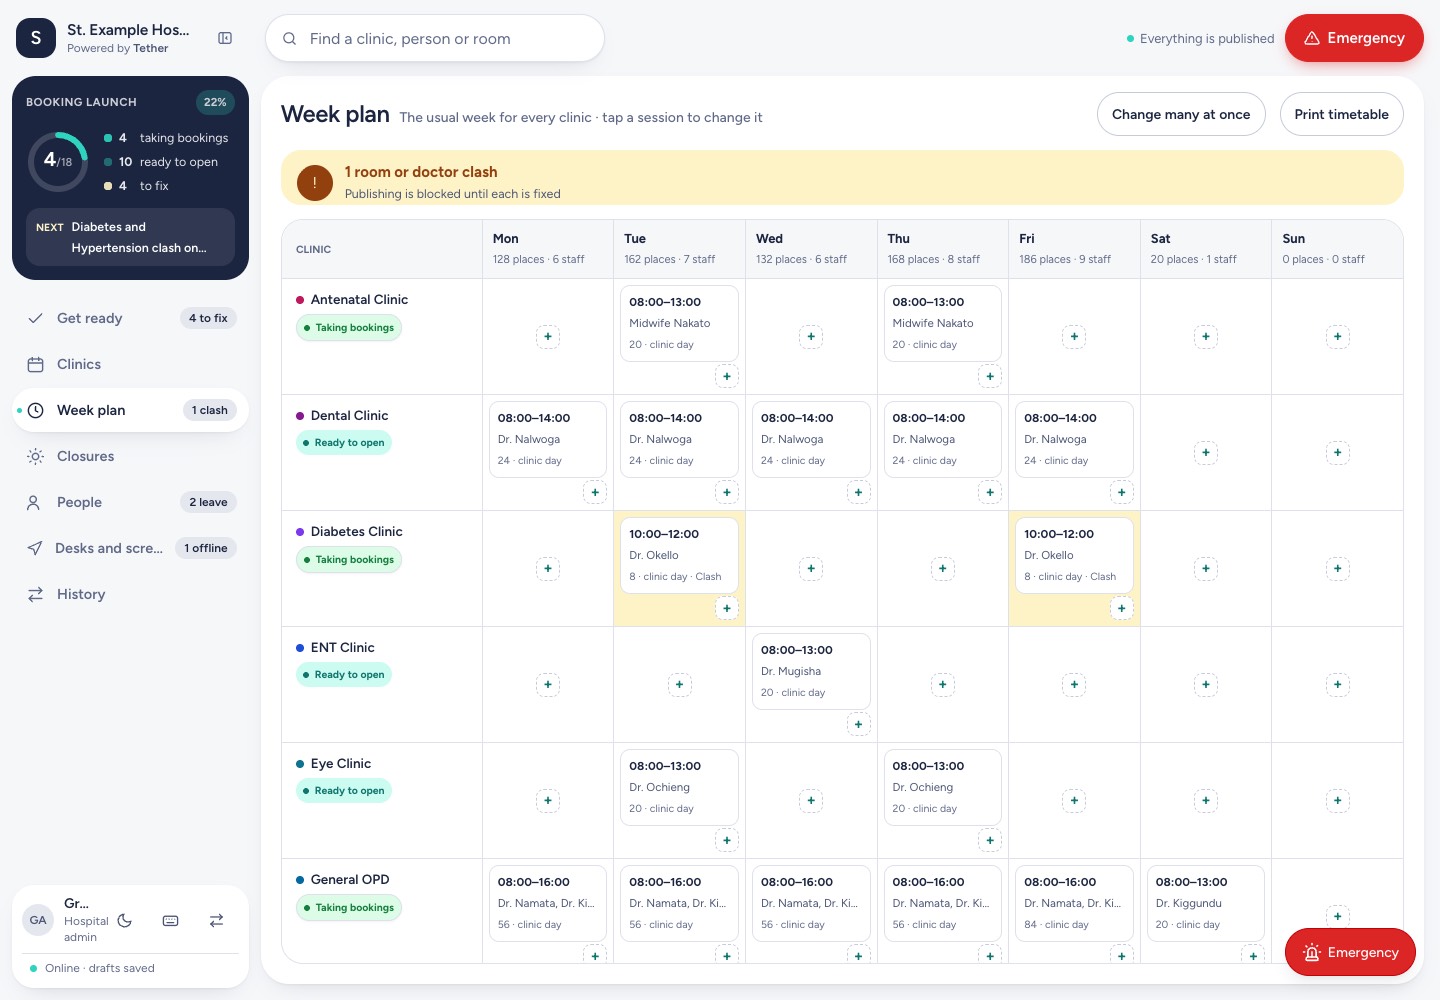 S
St. Example Hos...
Powered by Tether
Find a clinic, person or room
Everything is published
Emergency
BOOKING LAUNCH
22%
4/18
4 taking bookings
10 ready to open
4 to fix
NEXT Diabetes and
Hypertension clash on...
Get ready 4 to fix
Clinics
Week plan 1 clash
Closures
People 2 leave
Desks and scre... 1 offline
History
GA
Gr...
Hospital
admin
Online · drafts saved
Week plan The usual week for every clinic · tap a session to change it
Change many at once
Print timetable
!
1 room or doctor clash
Publishing is blocked until each is fixed
CLINIC
Mon
128 places · 6 staff
Tue
162 places · 7 staff
Wed
132 places · 6 staff
Thu
168 places · 8 staff
Fri
186 places · 9 staff
Sat
20 places · 1 staff
Sun
0 places · 0 staff
Antenatal Clinic
Taking bookings
+
08:00–13:00
Midwife Nakato
20 · clinic day
+
+
08:00–13:00
Midwife Nakato
20 · clinic day
+
+
+
+
Dental Clinic
Ready to open
08:00–14:00
Dr. Nalwoga
24 · clinic day
+
08:00–14:00
Dr. Nalwoga
24 · clinic day
+
08:00–14:00
Dr. Nalwoga
24 · clinic day
+
08:00–14:00
Dr. Nalwoga
24 · clinic day
+
08:00–14:00
Dr. Nalwoga
24 · clinic day
+
+
+
Diabetes Clinic
Taking bookings
+
10:00–12:00
Dr. Okello
8 · clinic day · Clash
+
+
+
10:00–12:00
Dr. Okello
8 · clinic day · Clash
+
+
+
ENT Clinic
Ready to open
+
+
08:00–13:00
Dr. Mugisha
20 · clinic day
+
+
+
+
+
Eye Clinic
Ready to open
+
08:00–13:00
Dr. Ochieng
20 · clinic day
+
+
08:00–13:00
Dr. Ochieng
20 · clinic day
+
+
+
+
General OPD
Taking bookings
08:00–16:00
Dr. Namata, Dr. Ki...
56 · clinic day
+
08:00–16:00
Dr. Namata, Dr. Ki...
56 · clinic day
+
08:00–16:00
Dr. Namata, Dr. Ki...
56 · clinic day
+
08:00–16:00
Dr. Namata, Dr. Ki...
56 · clinic day
+
08:00–16:00
Dr. Namata, Dr. Ki...
84 · clinic day
+
08:00–13:00
Dr. Kiggundu
20 · clinic day
+
+
Emergency